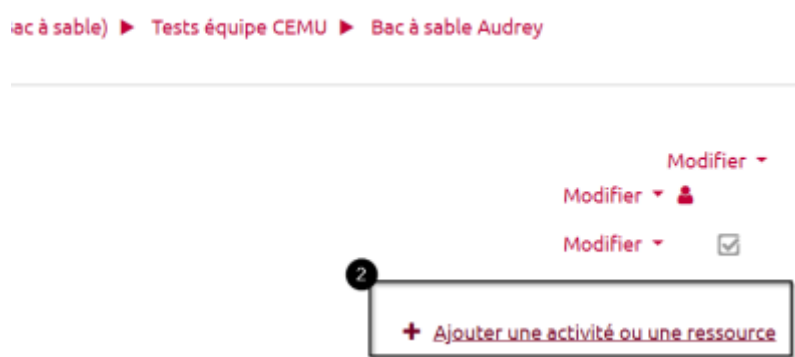 ac à sable) ▶ Tests équipe CEMU ▶ Bac à sable Audrey
Modifier
Modifier
Modifier
2
+ Ajouter une activité ou une ressource